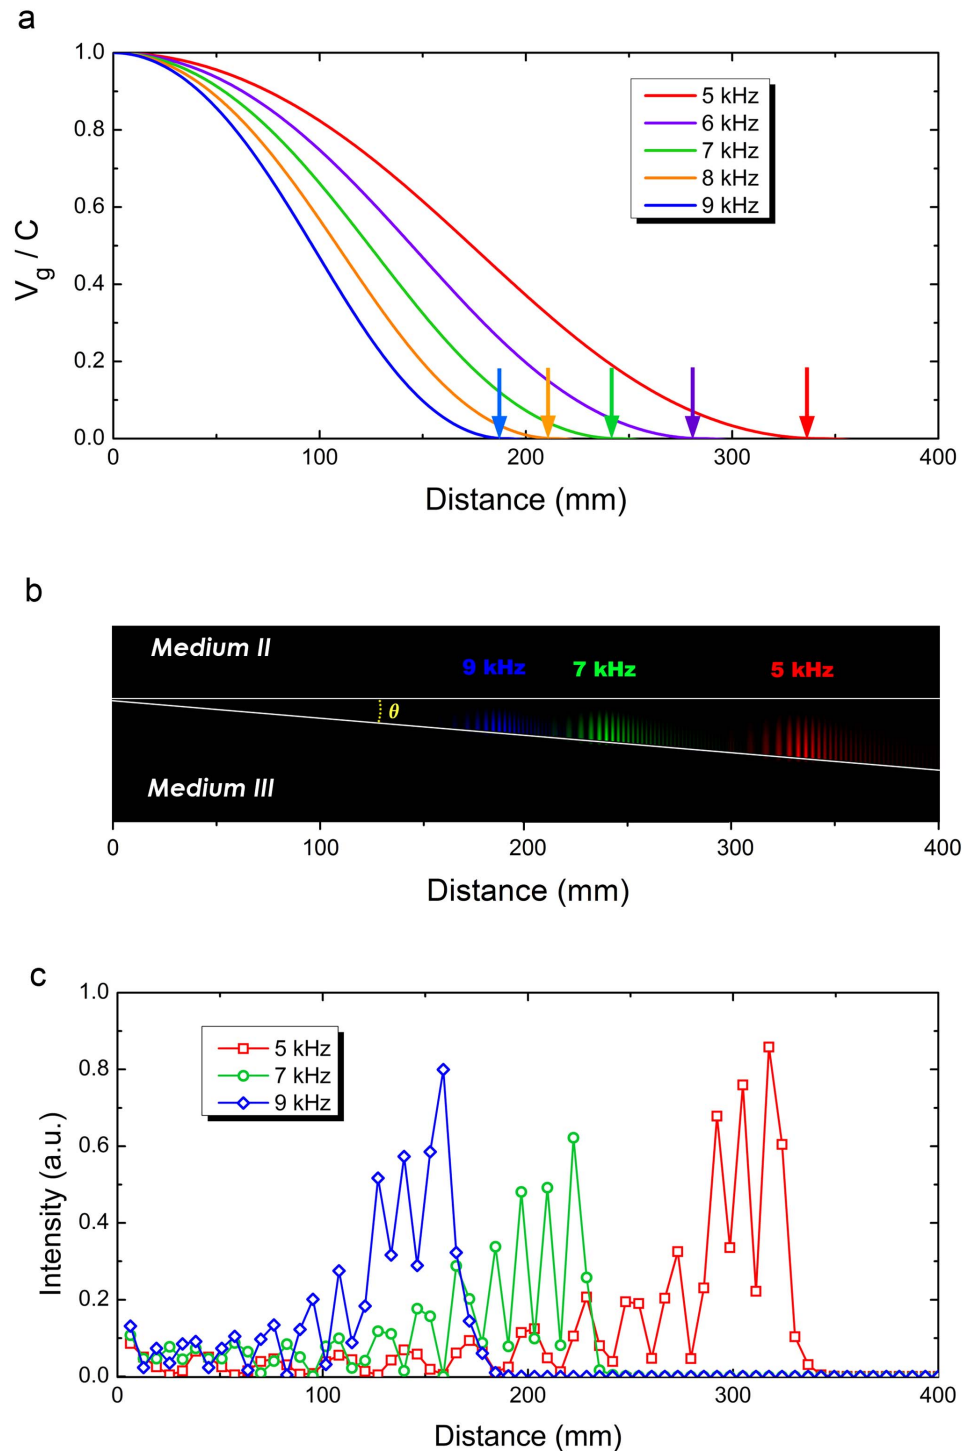 a
1.0
0.8
0.6
0.4
0.2
0.0
V_g / C
5 kHz
6 kHz
7 kHz
8 kHz
9 kHz
0 100 200 300 400
Distance (mm)
b
Medium II
9 kHz 7 kHz 5 kHz
θ
Medium III
0 100 200 300 400
Distance (mm)
c
1.0
0.8
0.6
0.4
0.2
0.0
Intensity (a.u.)
5 kHz
7 kHz
9 kHz
0 100 200 300 400
Distance (mm)